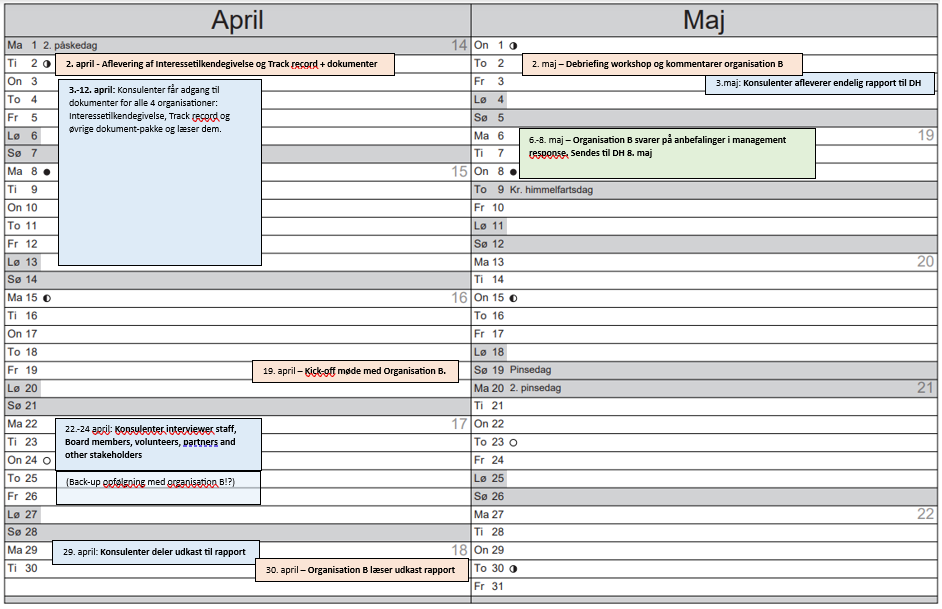 April
Ma 1 2. påskedag 14
Ti 2 2. april - Aflevering af Interessetilkendegivelse og Track record + dokumenter
On 3
To 4
Fr 5
Lø 6
Sø 7
Ma 8 15
Ti 9
On 10
To 11
Fr 12
Lø 13
Sø 14
Ma 15 16
Ti 16
On 17
To 18
Fr 19
Lø 20
Sø 21
Ma 22 17
Ti 23
On 24
To 25
Fr 26
Lø 27
Sø 28
Ma 29 18
Ti 30
3.-12. april: Konsulenter får adgang til
dokumenter for alle 4 organisationer:
Interessetilkendegivelse, Track record og
øvrige dokument-pakke og læser dem.
19. april – Kick-off møde med Organisation B.
22.-24 april: Konsulenter interviewer staff,
Board members, volunteers, partners and
other stakeholders
(Back-up opfølgning med organisation B!?)
29. april: Konsulenter deler udkast til rapport
30. april – Organisation B læser udkast rapport
Maj
On 1
To 2 2. maj – Debriefing workshop og kommentarer organisation B
Fr 3 3.maj: Konsulenter afleverer endelig rapport til DH
Lø 4
Sø 5
Ma 6 19
Ti 7
On 8
6.-8. maj – Organisation B svarer på anbefalinger i management
response. Sendes til DH 8. maj
To 9 Kr. himmelfartsdag
Fr 10
Lø 11
Sø 12
Ma 13 20
Ti 14
On 15
To 16
Fr 17
Lø 18
Sø 19 Pinsedag
Ma 20 2. pinsedag 21
Ti 21
On 22
To 23
Fr 24
Lø 25
Sø 26
Ma 27 22
Ti 28
On 29
To 30
Fr 31